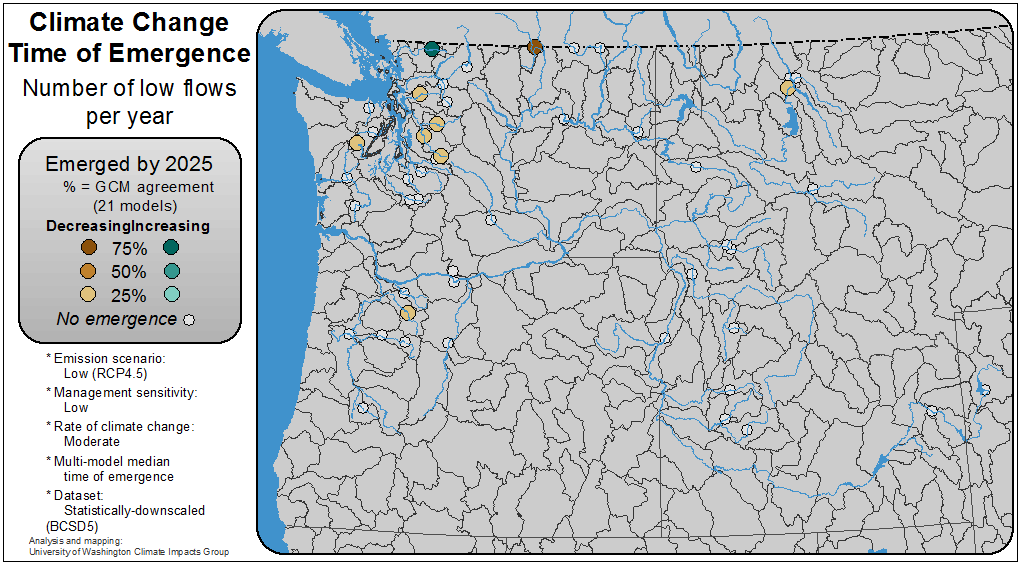 Climate Change
Time of Emergence
Number of low flows
per year
Emerged by 2025
% = GCM agreement
(21 models)
DecreasingIncreasing
75%
50%
25%
No emergence
* Emission scenario:
Low (RCP4.5)
* Management sensitivity:
Low
* Rate of climate change:
Moderate
* Multi-model median
time of emergence
* Dataset:
Statistically-downscaled
(BCSD5)
Analysis and mapping:
University of Washington Climate Impacts Group